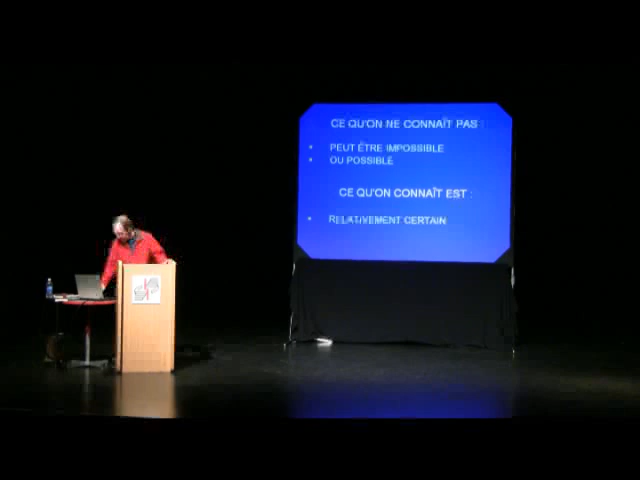 CE QU'ON NE CONNAÎT PAS :
• PEUT ÊTRE IMPOSSIBLE
• OU POSSIBLE
CE QU'ON CONNAÎT EST :
• RELATIVEMENT CERTAIN